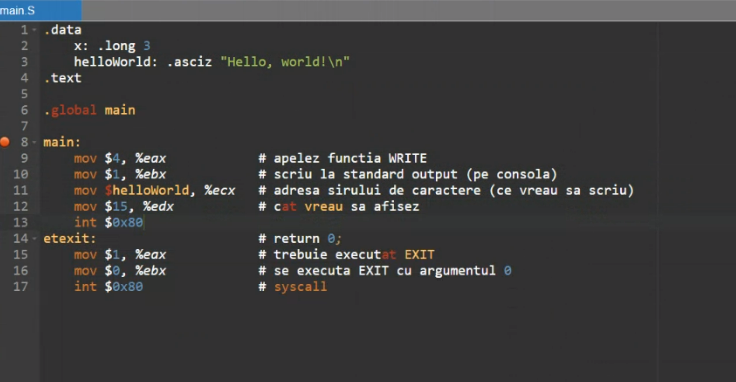 main.S
1 .data
2 x: .long 3
3 helloWorld: .asciz "Hello, world!\n"
4 .text
5
6 .global main
7
8 main:
9 mov $4, %eax # apelez functia WRITE
10 mov $1, %ebx # scriu la standard output (pe consola)
11 mov $helloWorld, %ecx # adresa sirului de caractere (ce vreau sa scriu)
12 mov $15, %edx # cat vreau sa afisez
13 int $0x80
14 etexit: # return 0;
15 mov $1, %eax # trebuie executat EXIT
16 mov $0, %ebx # se executa EXIT cu argumentul 0
17 int $0x80 # syscall